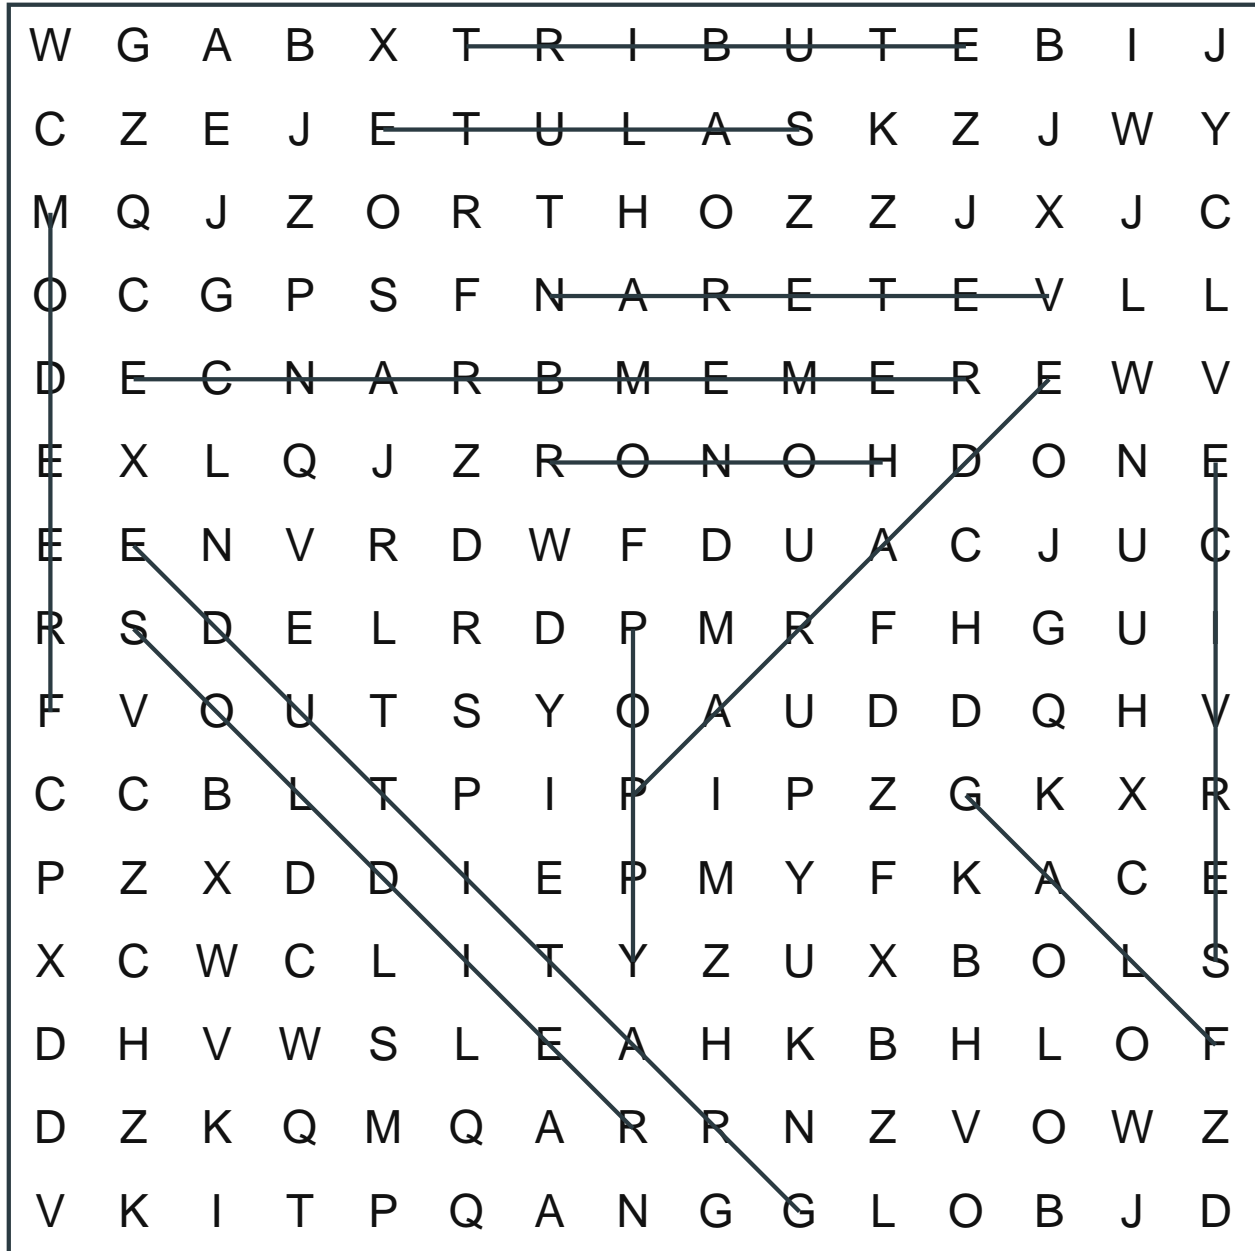 W G A B X T R I B U T E B I J
C Z E J E T U L A S K Z J W Y
M Q J Z O R T H O Z Z J X J C
O C G P S F N A R E T E V L L
D E C N A R B M E M E R E W V
E X L Q J Z R O N O H D O N E
E E N V R D W F D U A C J U C
R S D E L R D P M R F H G U I
F V O U T S Y O A U D D Q H V
C C B L T P I P I P Z G K X R
P Z X D D I E P M Y F K A C E
X C W C L I T Y Z U X B O L S
D H V W S L E A H K B H L O F
D Z K Q M Q A R R N Z V O W Z
V K I T P Q A N G G L O B J D